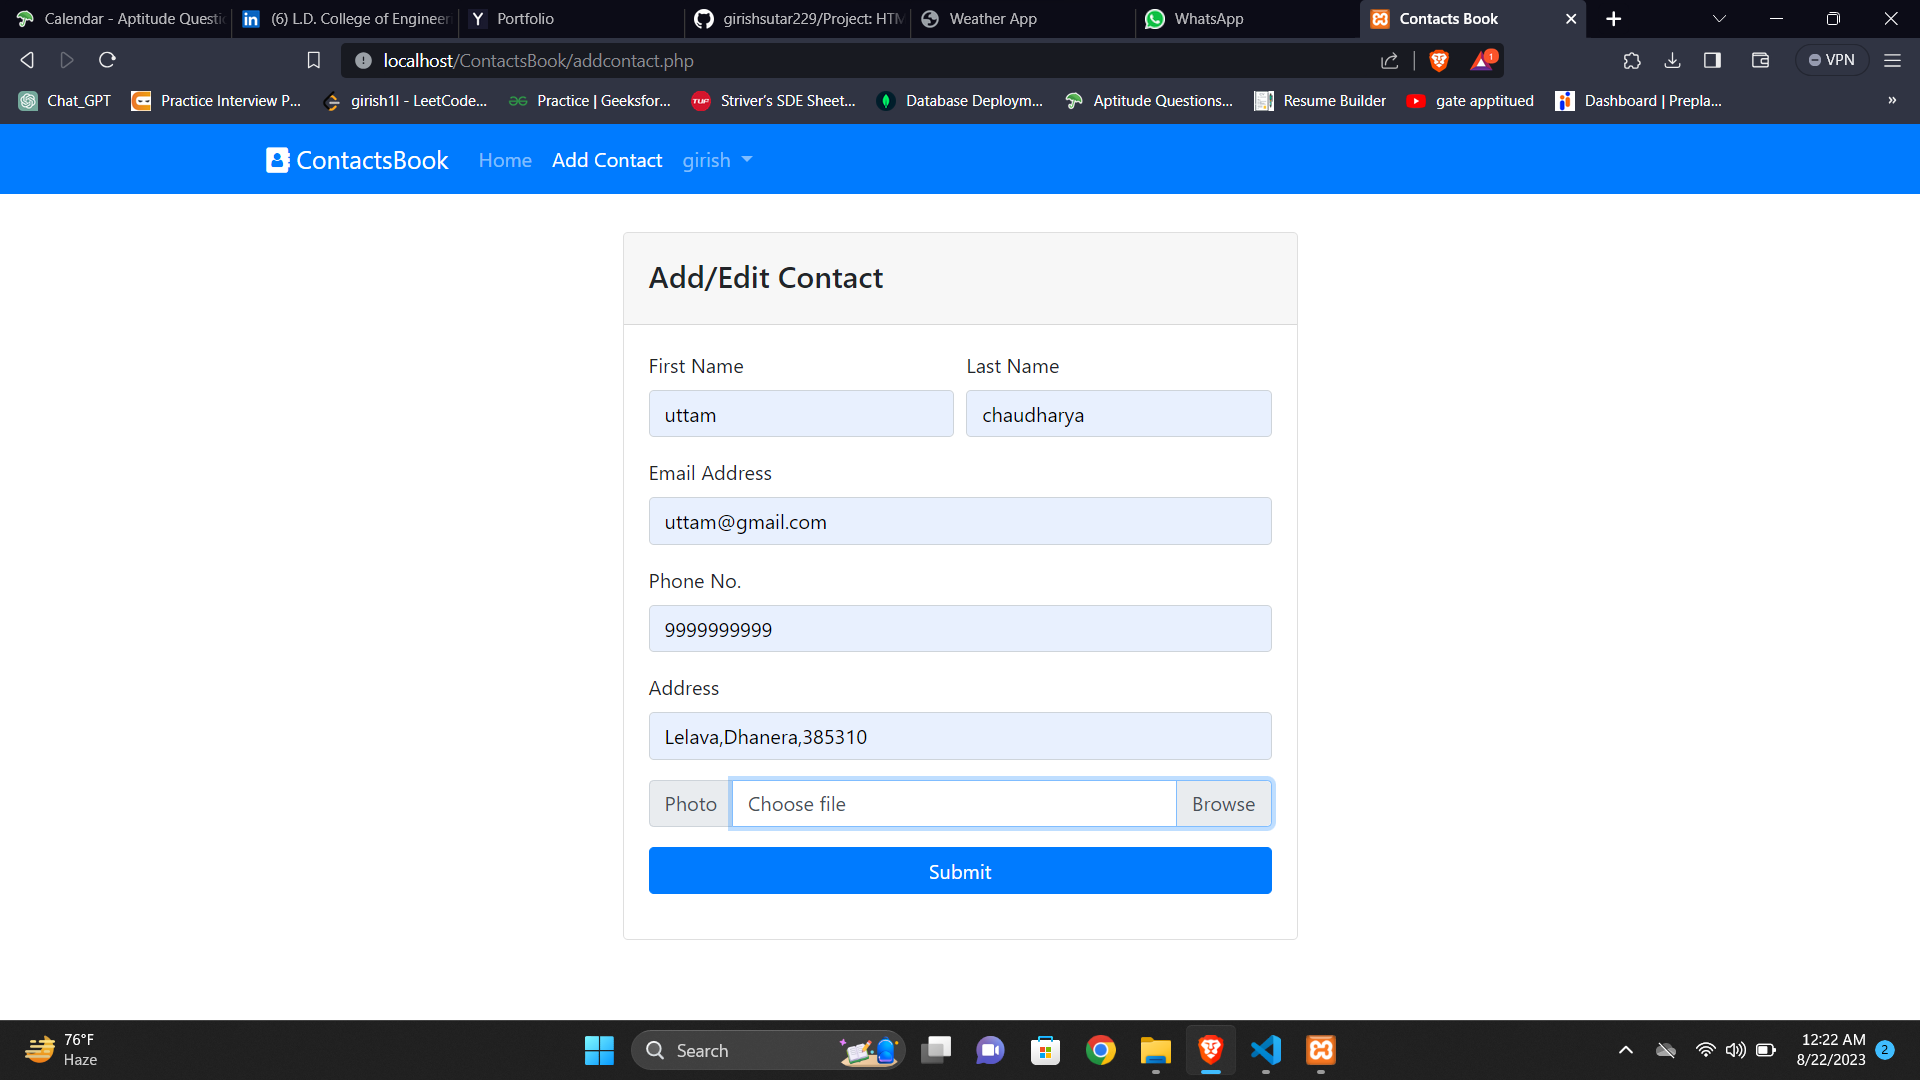 Calendar - Aptitude Questi
(6) L.D. College of Engineer
Portfolio
girishsutar229/Project: HTM
Weather App
WhatsApp
Contacts Book
localhost/ContactsBook/addcontact.php
1
VPN
Chat_GPT
Practice Interview P...
girish1l - LeetCode...
Practice | Geeksfor...
Striver's SDE Sheet...
Database Deploym...
Aptitude Questions...
Resume Builder
gate apptitued
Dashboard | Prepla...
»
ContactsBook
Home
Add Contact
girish
Add/Edit Contact
First Name
Last Name
uttam
chaudharya
Email Address
uttam@gmail.com
Phone No.
9999999999
Address
Lelava,Dhanera,385310
Photo
Choose file
Browse
Submit
76°F
Haze
Search
12:22 AM
8/22/2023
2